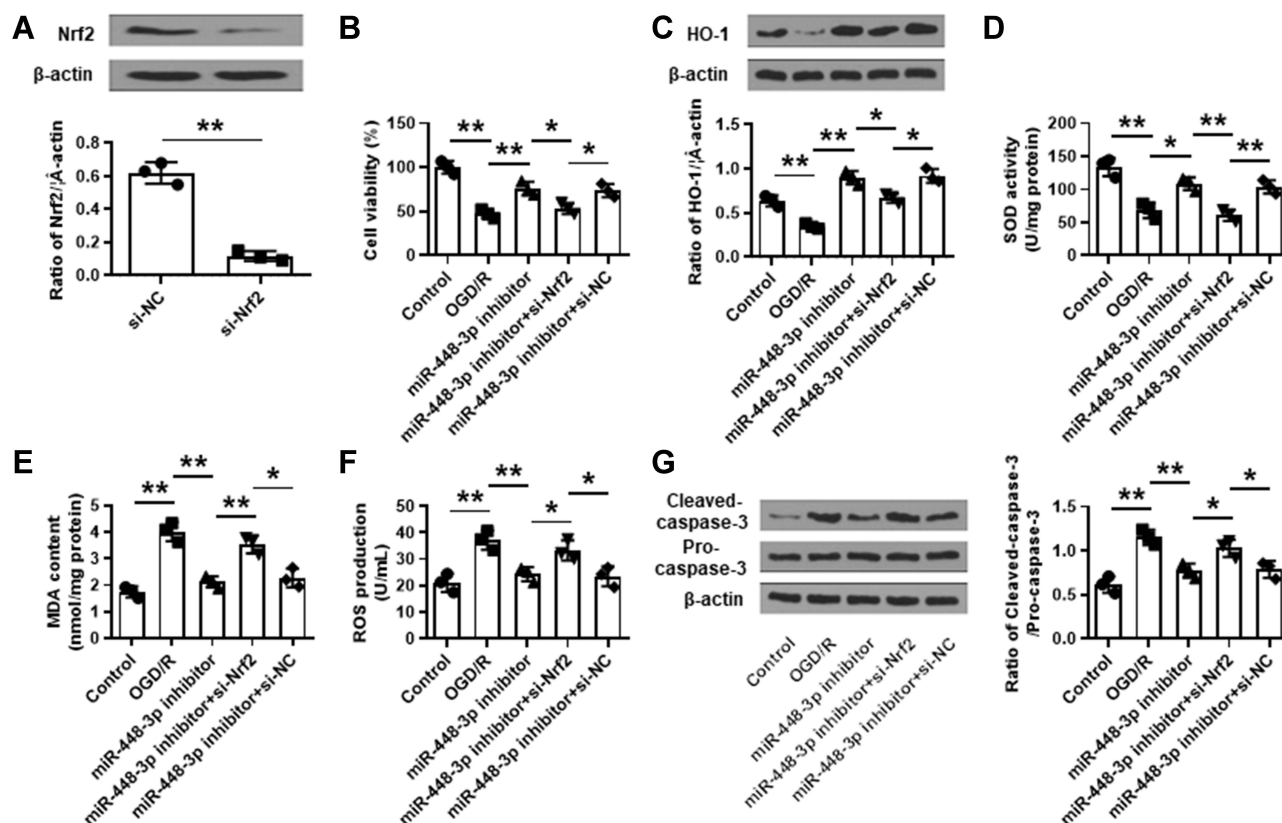 A
Nrf2
β-actin
Ratio of Nrf2/¦Â-actin
0.8
0.6
0.4
0.2
0.0
**
si-NC
si-Nrf2
B
Cell viability (%)
150
100
50
0
**
**
*
*
Control
OGD/R
miR-448-3p inhibitor
miR-448-3p inhibitor+si-Nrf2
miR-448-3p inhibitor+si-NC
C
HO-1
β-actin
Ratio of HO-1/¦Â-actin
1.5
1.0
0.5
0.0
**
**
*
*
Control
OGD/R
miR-448-3p inhibitor
miR-448-3p inhibitor+si-Nrf2
miR-448-3p inhibitor+si-NC
D
SOD activity
(U/mg protein)
200
150
100
50
0
**
*
**
**
Control
OGD/R
miR-448-3p inhibitor
miR-448-3p inhibitor+si-Nrf2
miR-448-3p inhibitor+si-NC
E
MDA content
(nmol/mg protein)
5
4
3
2
1
0
**
**
**
*
Control
OGD/R
miR-448-3p inhibitor
miR-448-3p inhibitor+si-Nrf2
miR-448-3p inhibitor+si-NC
F
ROS production
(U/mL)
50
40
30
20
10
0
**
**
*
*
Control
OGD/R
miR-448-3p inhibitor
miR-448-3p inhibitor+si-Nrf2
miR-448-3p inhibitor+si-NC
G
Cleaved-
caspase-3
Pro-
caspase-3
β-actin
Control
OGD/R
miR-448-3p inhibitor
miR-448-3p inhibitor+si-Nrf2
miR-448-3p inhibitor+si-NC
Ratio of Cleaved-caspase-3
/Pro-caspase-3
1.5
1.0
0.5
0.0
**
**
*
*
Control
OGD/R
miR-448-3p inhibitor
miR-448-3p inhibitor+si-Nrf2
miR-448-3p inhibitor+si-NC